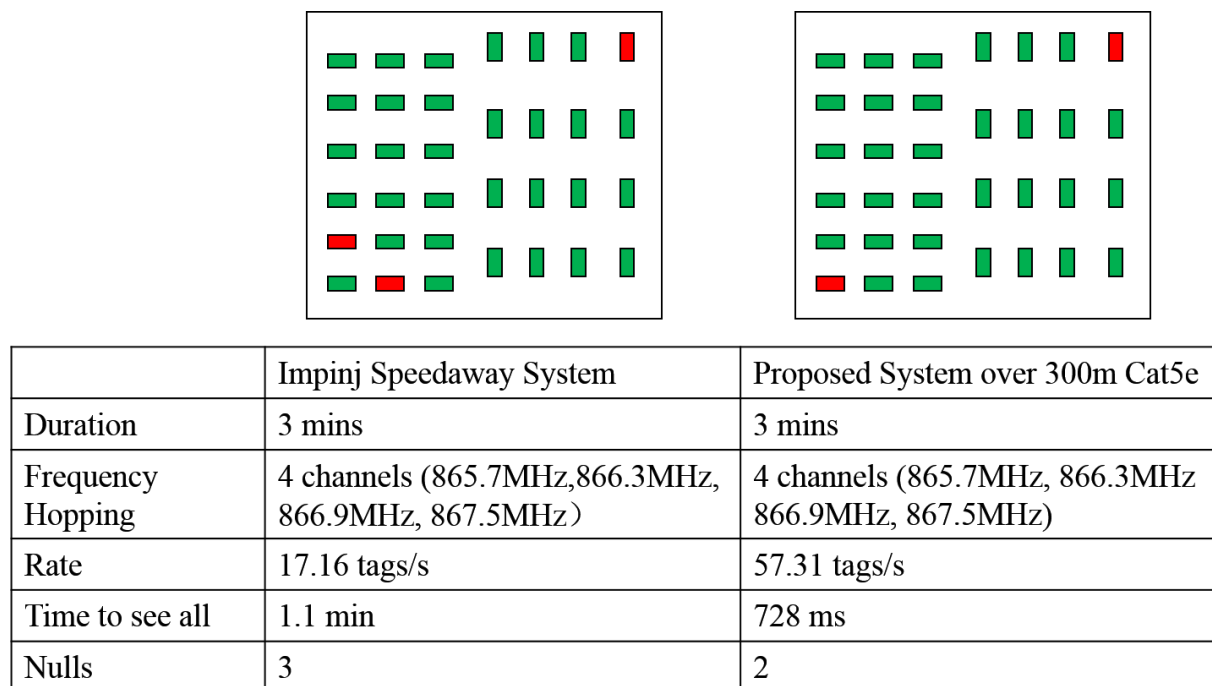 Impinj Speedaway System
Proposed System over 300m Cat5e
Duration
3 mins
3 mins
Frequency
Hopping
4 channels (865.7MHz,866.3MHz,
866.9MHz, 867.5MHz）
4 channels (865.7MHz, 866.3MHz
866.9MHz, 867.5MHz)
Rate
17.16 tags/s
57.31 tags/s
Time to see all
1.1 min
728 ms
Nulls
3
2